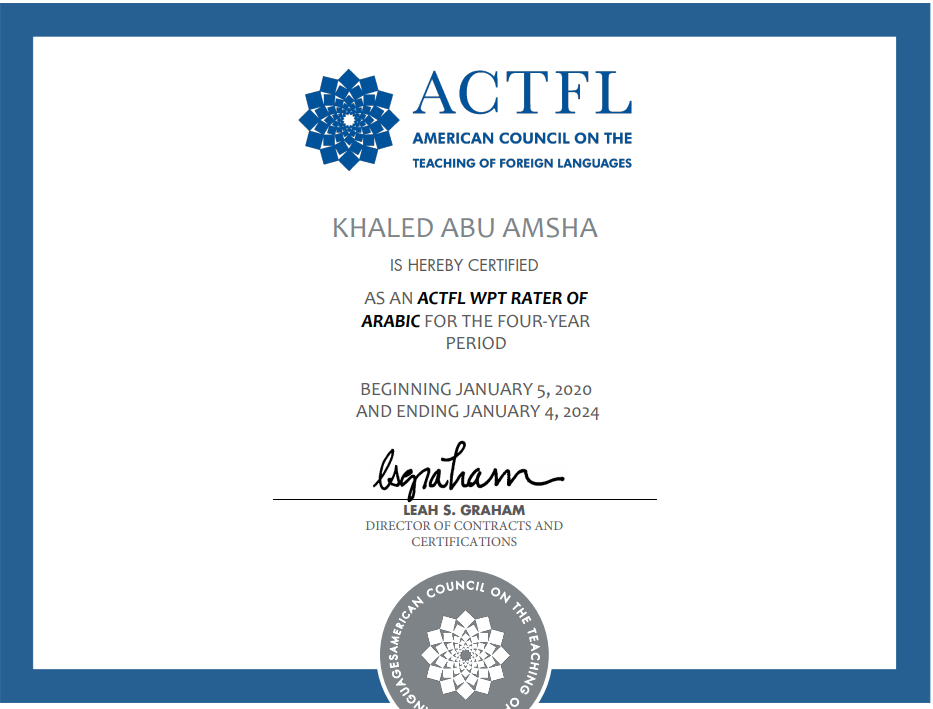 ACTFL
AMERICAN COUNCIL ON THE
TEACHING OF FOREIGN LANGUAGES
KHALED ABU AMSHA
IS HEREBY CERTIFIED
AS AN ACTFL WPT RATER OF
ARABIC FOR THE FOUR-YEAR
PERIOD
BEGINNING JANUARY 5, 2020
AND ENDING JANUARY 4, 2024
lsgraham
LEAH S. GRAHAM
DIRECTOR OF CONTRACTS AND
CERTIFICATIONS
AMERICAN COUNCIL ON THE TEACHING